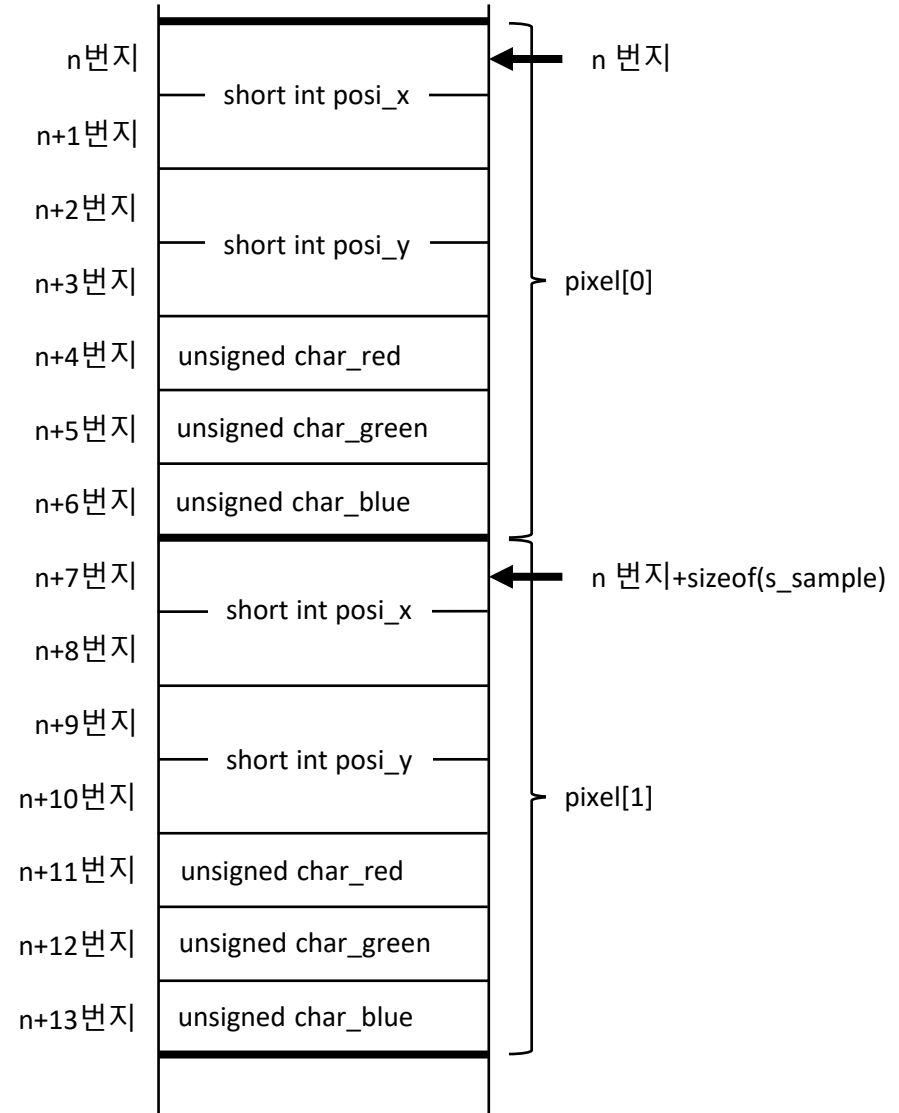 n번지
n 번지
short int posi_x
n+1번지
n+2번지
short int posi_y
n+3번지
pixel[0]
n+4번지
unsigned char_red
n+5번지
unsigned char_green
n+6번지
unsigned char_blue
n+7번지
n 번지+sizeof(s_sample)
short int posi_x
n+8번지
n+9번지
short int posi_y
n+10번지
pixel[1]
n+11번지
unsigned char_red
n+12번지
unsigned char_green
n+13번지
unsigned char_blue